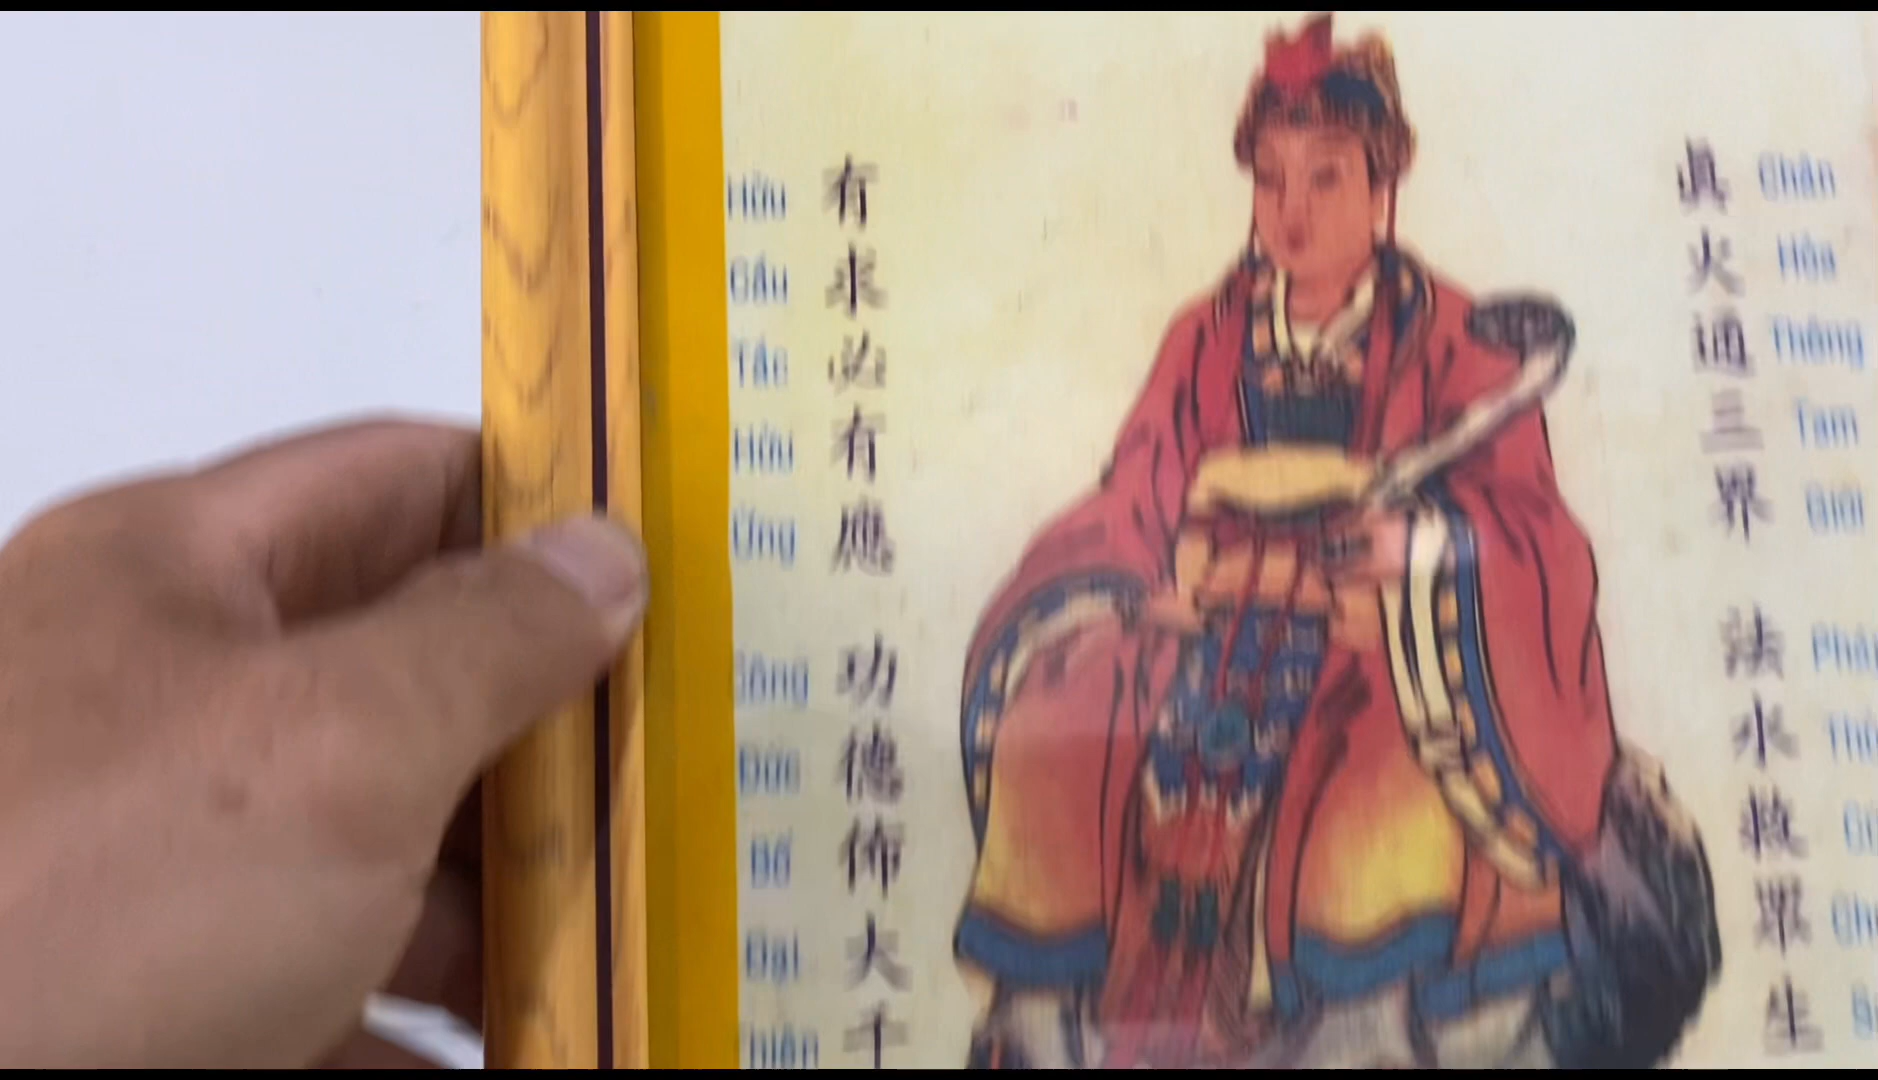 眞火通三界
Chân Hỏa Thông Tam Giới
法水救眾生
有求必有應
Hữu Cầu Tắc Hữu Ứng
功德佈大千
Công Đức Bố Đại